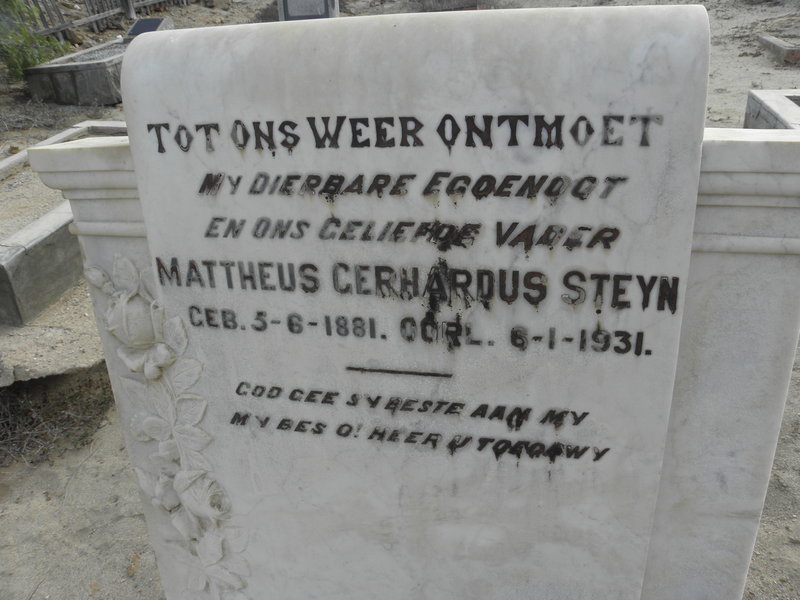 TOT ONS WEER ONTMOET
MY DIERBARE EGGENOOT
EN ONS GELIEFDE VADER
MATTHEUS GERHARDUS STEYN
GEB. 5-6-1881. OORL. 6-1-1931.
GOD GEE SY BESTE AAN MY
MY BES O! HEER U TOEGEWY